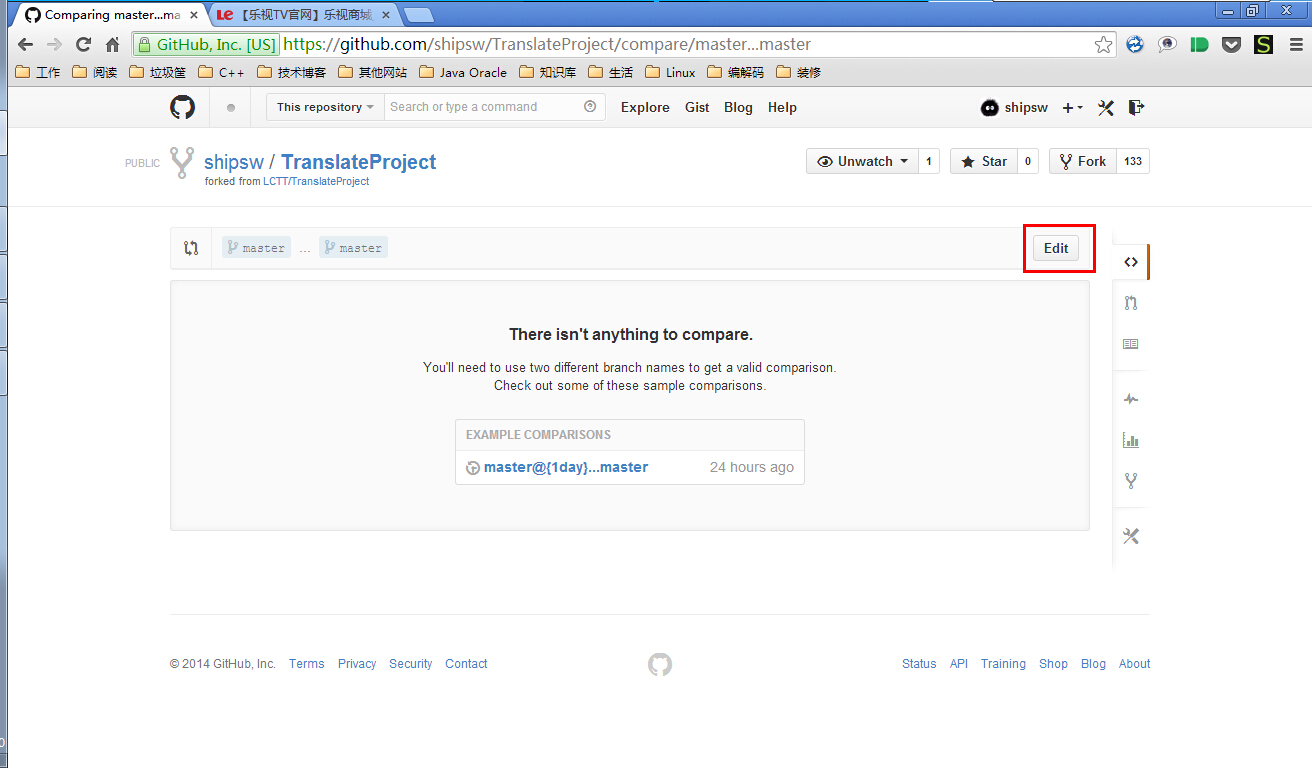 Comparing master...ma
【乐视TV官网】乐视商城
GitHub, Inc. [US] https://github.com/shipsw/TranslateProject/compare/master...master
工作 阅读 垃圾筐 C++ 技术博客 其他网站 Java Oracle 知识库 生活 Linux 编解码 装修
This repository Search or type a command Explore Gist Blog Help shipsw
PUBLIC shipsw / TranslateProject Unwatch 1 Star 0 Fork 133
forked from LCTT/TranslateProject
master ... master Edit
There isn't anything to compare.
You'll need to use two different branch names to get a valid comparison.
Check out some of these sample comparisons.
EXAMPLE COMPARISONS
master@{1day}...master 24 hours ago
© 2014 GitHub, Inc. Terms Privacy Security Contact Status API Training Shop Blog About